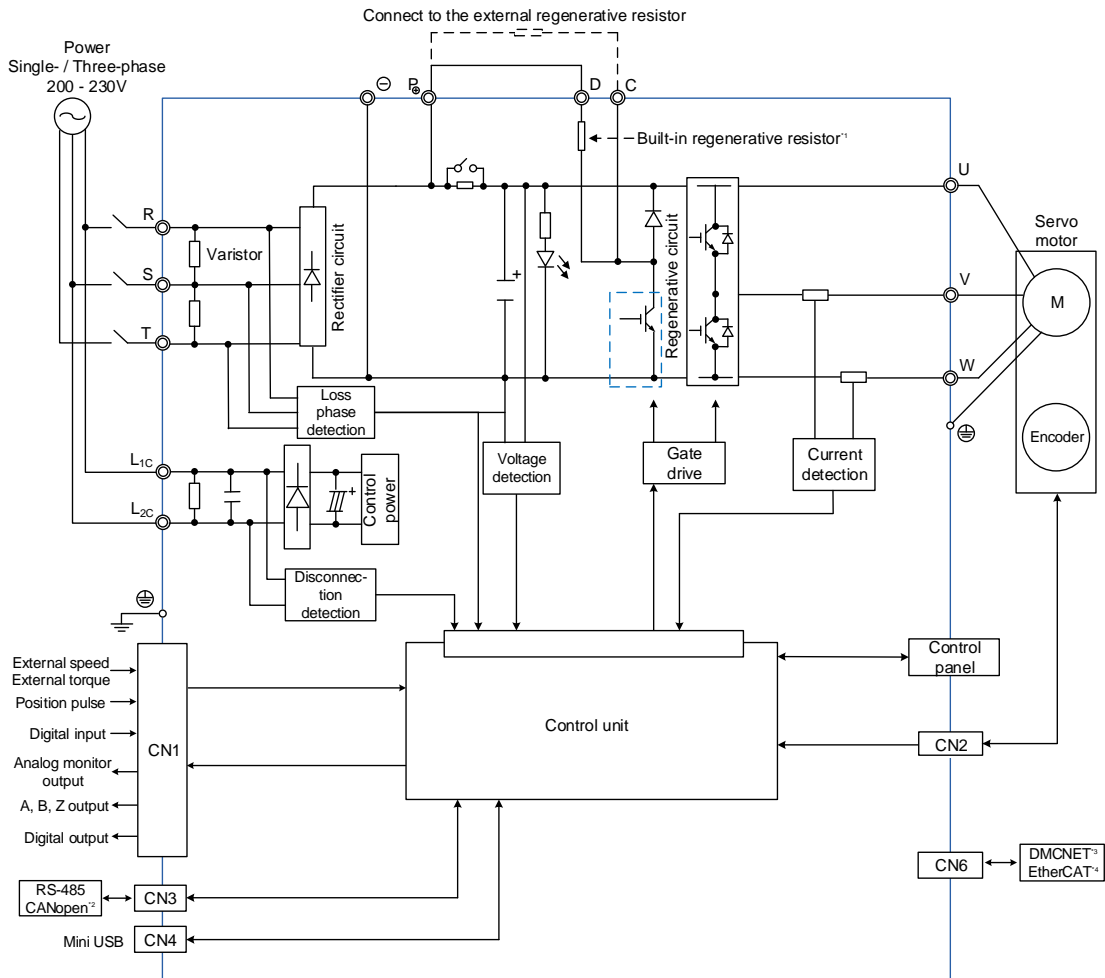 Connect to the external regenerative resistor
Power
Single- / Three-phase
200 - 230V
⊖
P⊕
D
C
Built-in regenerative resistor*1
U
R
Varistor
S
T
Rectifier circuit
Regenerative circuit
Servo
motor
V
M
W
Loss
phase
detection
Encoder
L1C
L2C
Control
power
Voltage
detection
Gate
drive
Current
detection
Disconnec-
tion
detection
External speed
External torque
Position pulse
Digital input
CN1
Analog monitor
output
A, B, Z output
Digital output
Control unit
Control
panel
CN2
CN6
DMCNET*3
EtherCAT*4
RS-485
CANopen*2
CN3
Mini USB
CN4